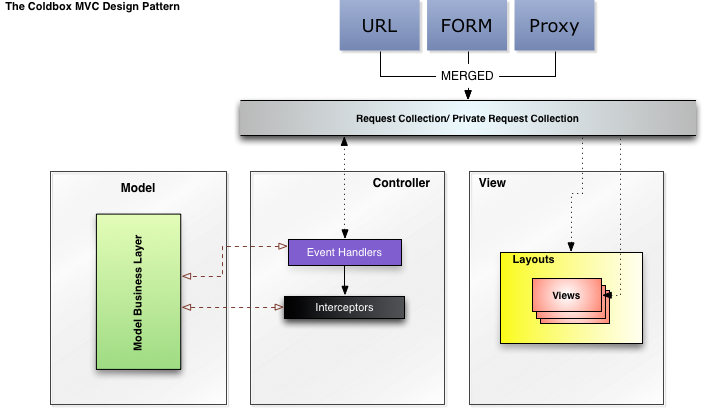 The Coldbox MVC Design Pattern
URL
FORM
Proxy
MERGED
Request Collection/ Private Request Collection
Model
Controller
View
Model Business Layer
Event Handlers
Interceptors
Layouts
Views